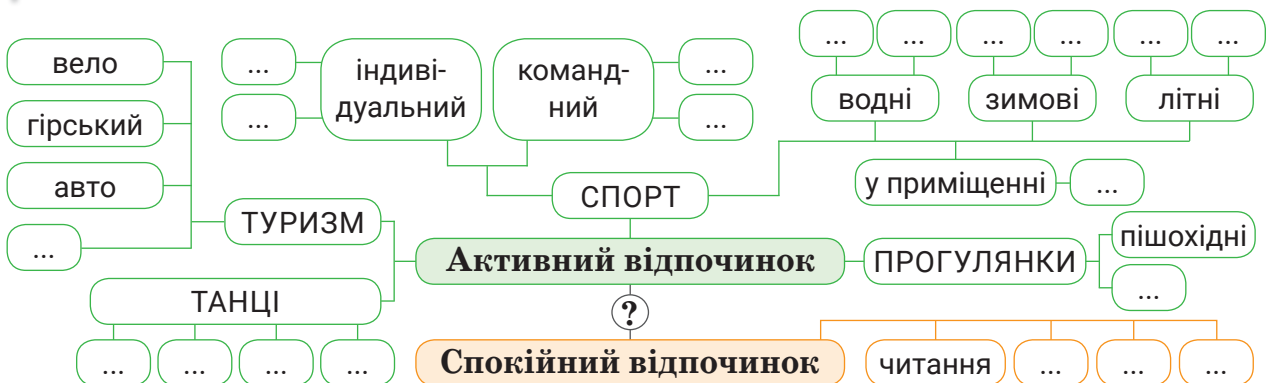 ... ... ... ... ... ...
вело
...
індиві-
дуальний
команд-
ний
...
гірський
...
...
водні
зимові
літні
авто
СПОРТ
у приміщенні
...
ТУРИЗМ
...
пішохідні
Активний відпочинок
ПРОГУЛЯНКИ
...
ТАНЦІ
?
... ... ... ...
Спокійний відпочинок
читання
... ... ...